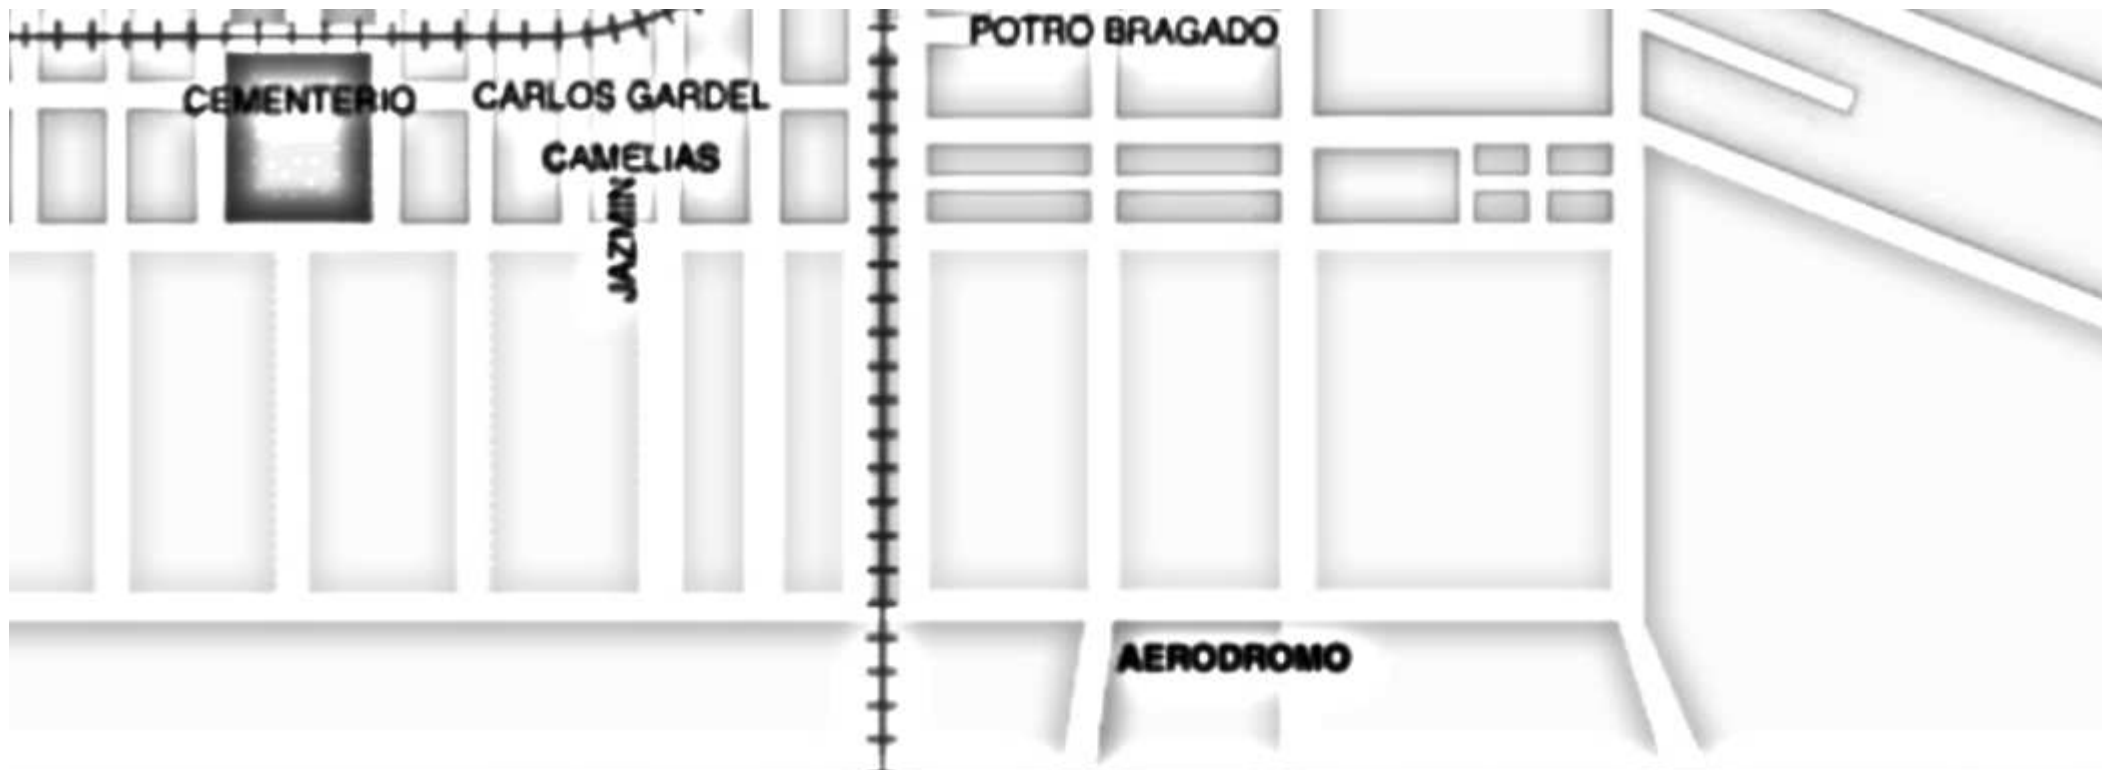 POTRO BRAGADO
CEMENTERIO
CARLOS GARDEL
CAMELIAS
JAZMIN
AERODROMO